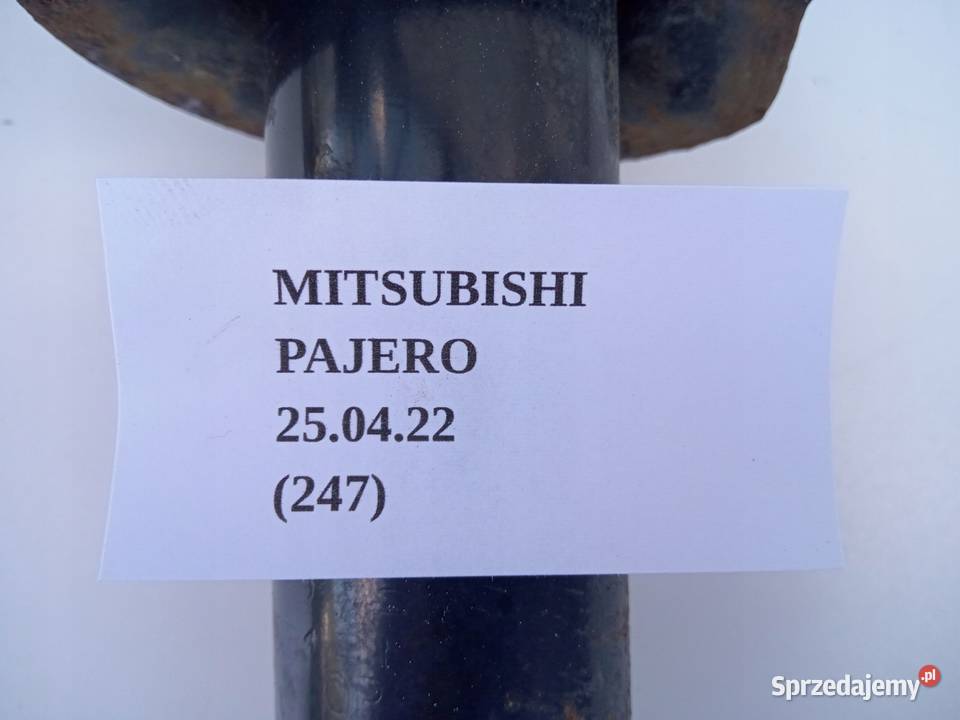 MITSUBISHI
PAJERO
25.04.22
(247)
Sprzedajemy.pl